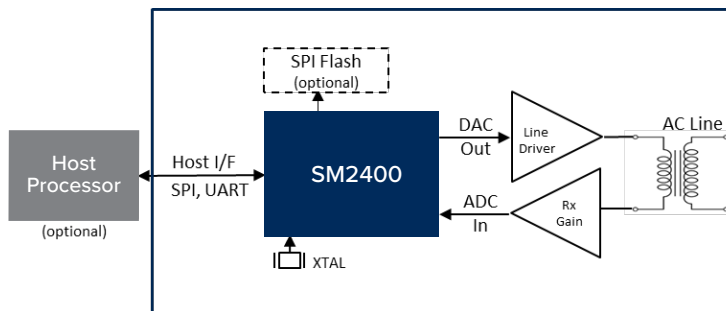 SPI Flash
(optional)
Host
Processor
(optional)
Host I/F
SPI, UART
SM2400
XTAL
DAC
Out
ADC
In
Line
Driver
Rx
Gain
AC Line